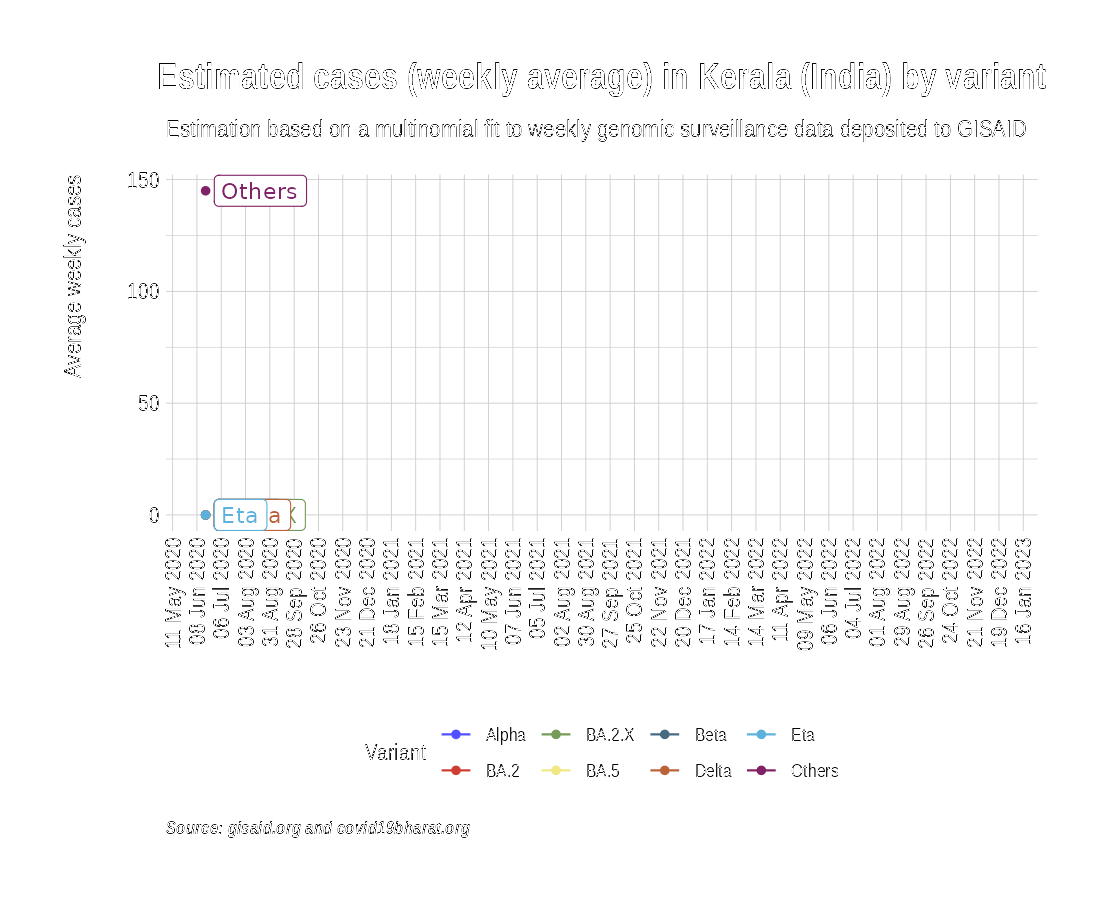 Estimated cases (weekly average) in Kerala (India) by variant
Estimation based on a multinomial fit to weekly genomic surveillance data deposited to GISAID
Average weekly cases
150
100
50
0
Others
Eta
a
X
11 May 2020
08 Jun 2020
06 Jul 2020
03 Aug 2020
31 Aug 2020
28 Sep 2020
26 Oct 2020
23 Nov 2020
21 Dec 2020
18 Jan 2021
15 Feb 2021
15 Mar 2021
12 Apr 2021
10 May 2021
07 Jun 2021
05 Jul 2021
02 Aug 2021
30 Aug 2021
27 Sep 2021
25 Oct 2021
22 Nov 2021
20 Dec 2021
17 Jan 2022
14 Feb 2022
14 Mar 2022
11 Apr 2022
09 May 2022
06 Jun 2022
04 Jul 2022
01 Aug 2022
29 Aug 2022
26 Sep 2022
24 Oct 2022
21 Nov 2022
19 Dec 2022
16 Jan 2023
Variant
Alpha BA.2.X Beta Eta
BA.2 BA.5 Delta Others
Source: gisaid.org and covid19bharat.org